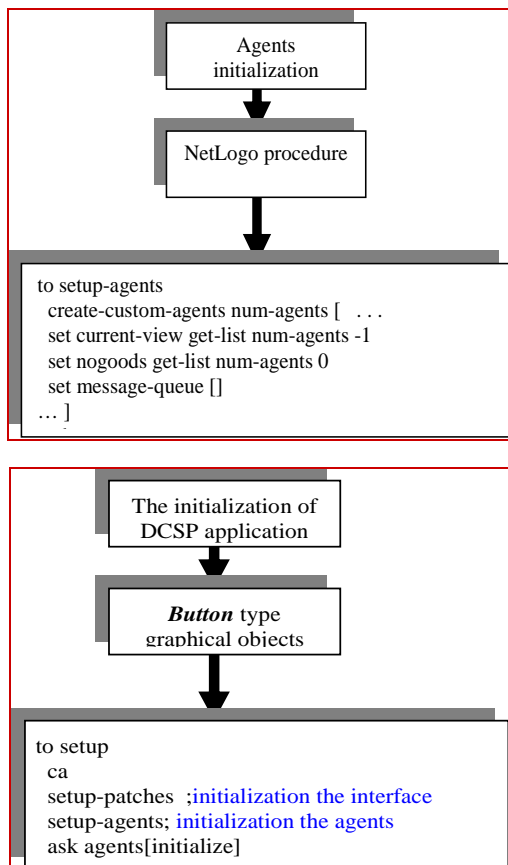 Agents
initialization
NetLogo procedure
to setup-agents
create-custom-agents num-agents [ . . .
set current-view get-list num-agents -1
set nogoods get-list num-agents 0
set message-queue []
… ]
The initialization of
DCSP application
Button type
graphical objects
to setup
ca
setup-patches ;initialization the interface
setup-agents; initialization the agents
ask agents[initialize]